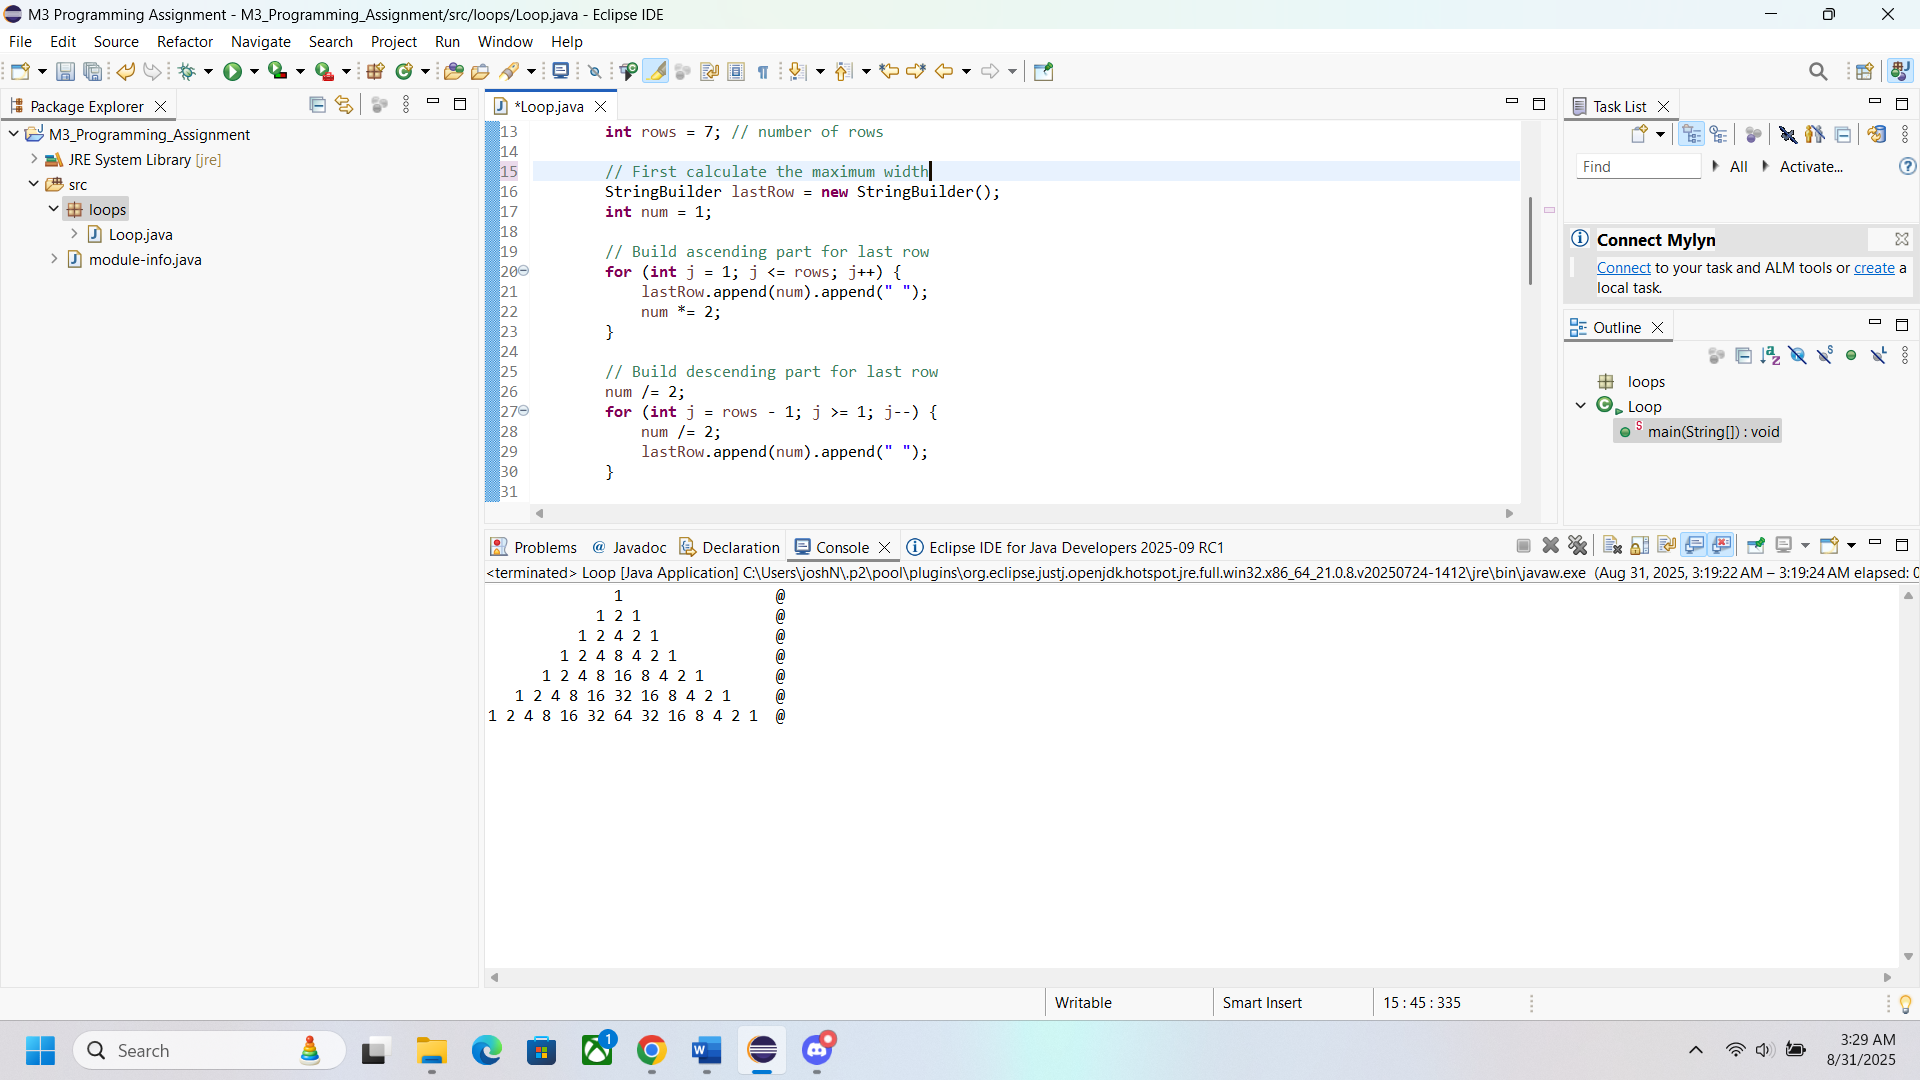 M3 Programming Assignment - M3_Programming_Assignment/src/loops/Loop.java - Eclipse IDE
File Edit Source Refactor Navigate Search Project Run Window Help
Package Explorer
M3_Programming_Assignment
JRE System Library [jre]
src
loops
Loop.java
module-info.java
*Loop.java
13 int rows = 7; // number of rows
14
15 // First calculate the maximum width
16 StringBuilder lastRow = new StringBuilder();
17 int num = 1;
18
19 // Build ascending part for last row
20 for (int j = 1; j <= rows; j++) {
21 lastRow.append(num).append(" ");
22 num *= 2;
23 }
24
25 // Build descending part for last row
26 num /= 2;
27 for (int j = rows - 1; j >= 1; j--) {
28 num /= 2;
29 lastRow.append(num).append(" ");
30 }
31
Task List
Find All Activate...
Connect Mylyn
Connect to your task and ALM tools or create a
local task.
Outline
loops
Loop
main(String[]) : void
Problems Javadoc Declaration Console Eclipse IDE for Java Developers 2025-09 RC1
<terminated> Loop [Java Application] C:\Users\joshN\.p2\pool\plugins\org.eclipse.justj.openjdk.hotspot.jre.full.win32.x86_64_21.0.8.v20250724-1412\jre\bin\javaw.exe (Aug 31, 2025, 3:19:22 AM – 3:19:24 AM elapsed: 0
1 @
1 2 1 @
1 2 4 2 1 @
1 2 4 8 4 2 1 @
1 2 4 8 16 8 4 2 1 @
1 2 4 8 16 32 16 8 4 2 1 @
1 2 4 8 16 32 64 32 16 8 4 2 1 @
Writable Smart Insert 15 : 45 : 335
Search
1
3:29 AM
8/31/2025